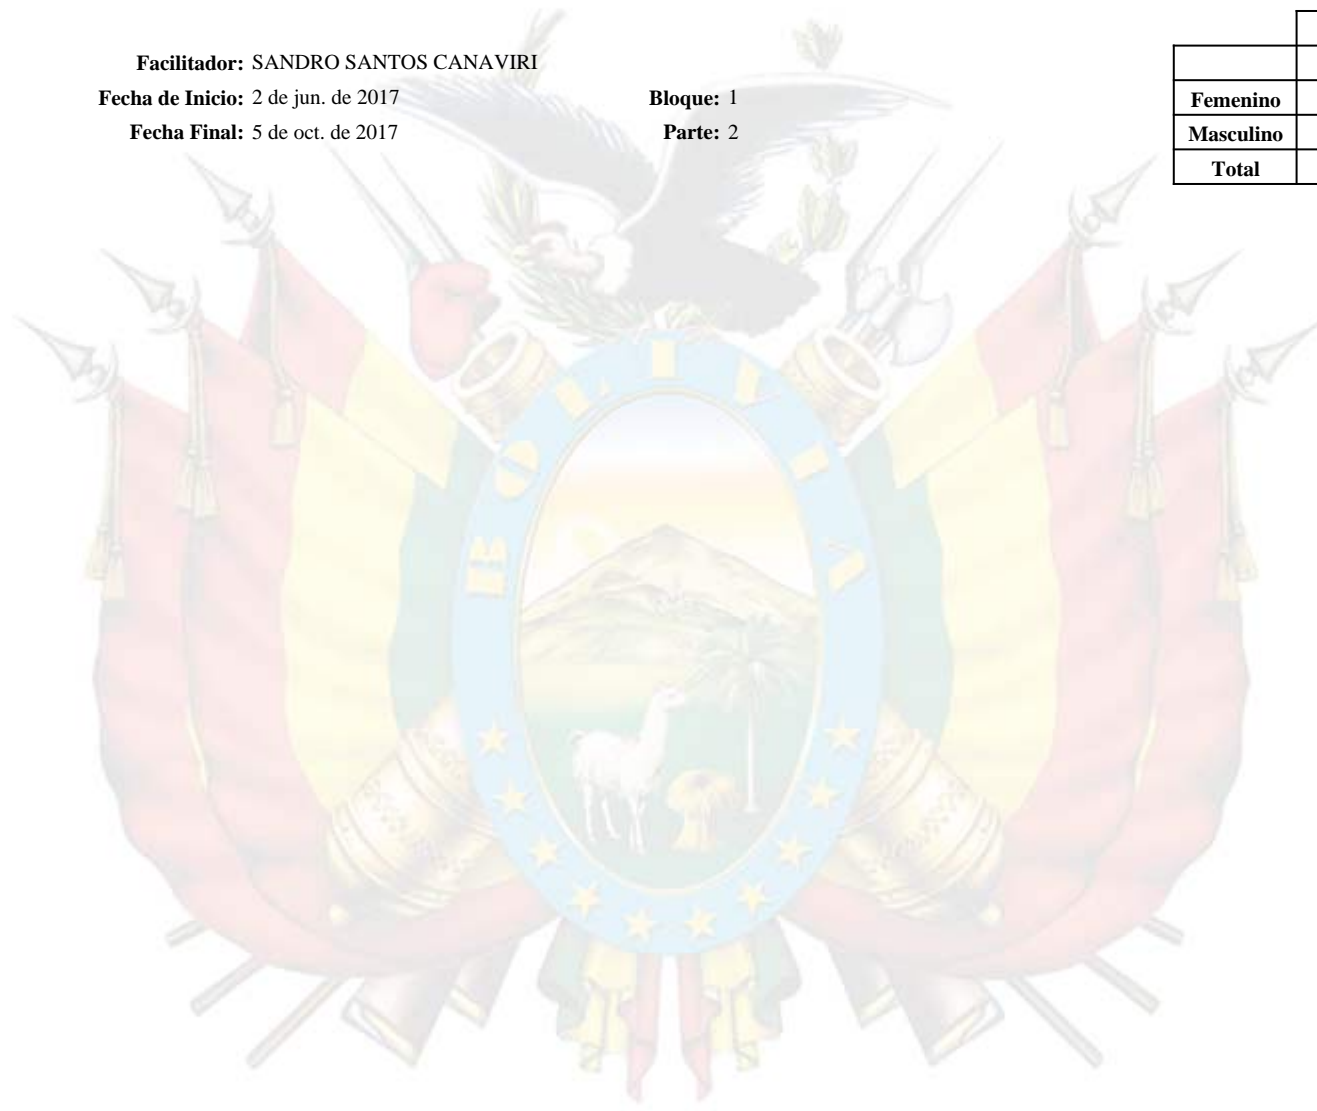 Facilitador: SANDRO SANTOS CANAVIRI
Fecha de Inicio: 2 de jun. de 2017 Bloque: 1
Fecha Final: 5 de oct. de 2017 Parte: 2
Femenino
Masculino
Total
BOLIVIA